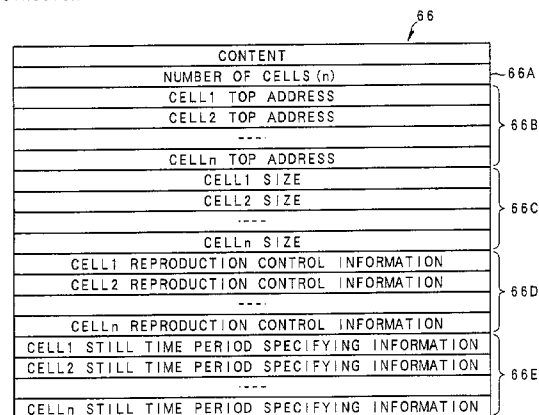 66
CONTENT
NUMBER OF CELLS(n) 66A
CELL1 TOP ADDRESS
CELL2 TOP ADDRESS
----
CELLn TOP ADDRESS
66B
CELL1 SIZE
CELL2 SIZE
----
CELLn SIZE
66C
CELL1 REPRODUCTION CONTROL INFORMATION
CELL2 REPRODUCTION CONTROL INFORMATION
----
CELLn REPRODUCTION CONTROL INFORMATION
66D
CELL1 STILL TIME PERIOD SPECIFYING INFORMATION
CELL2 STILL TIME PERIOD SPECIFYING INFORMATION
----
CELLn STILL TIME PERIOD SPECIFYING INFORMATION
66E